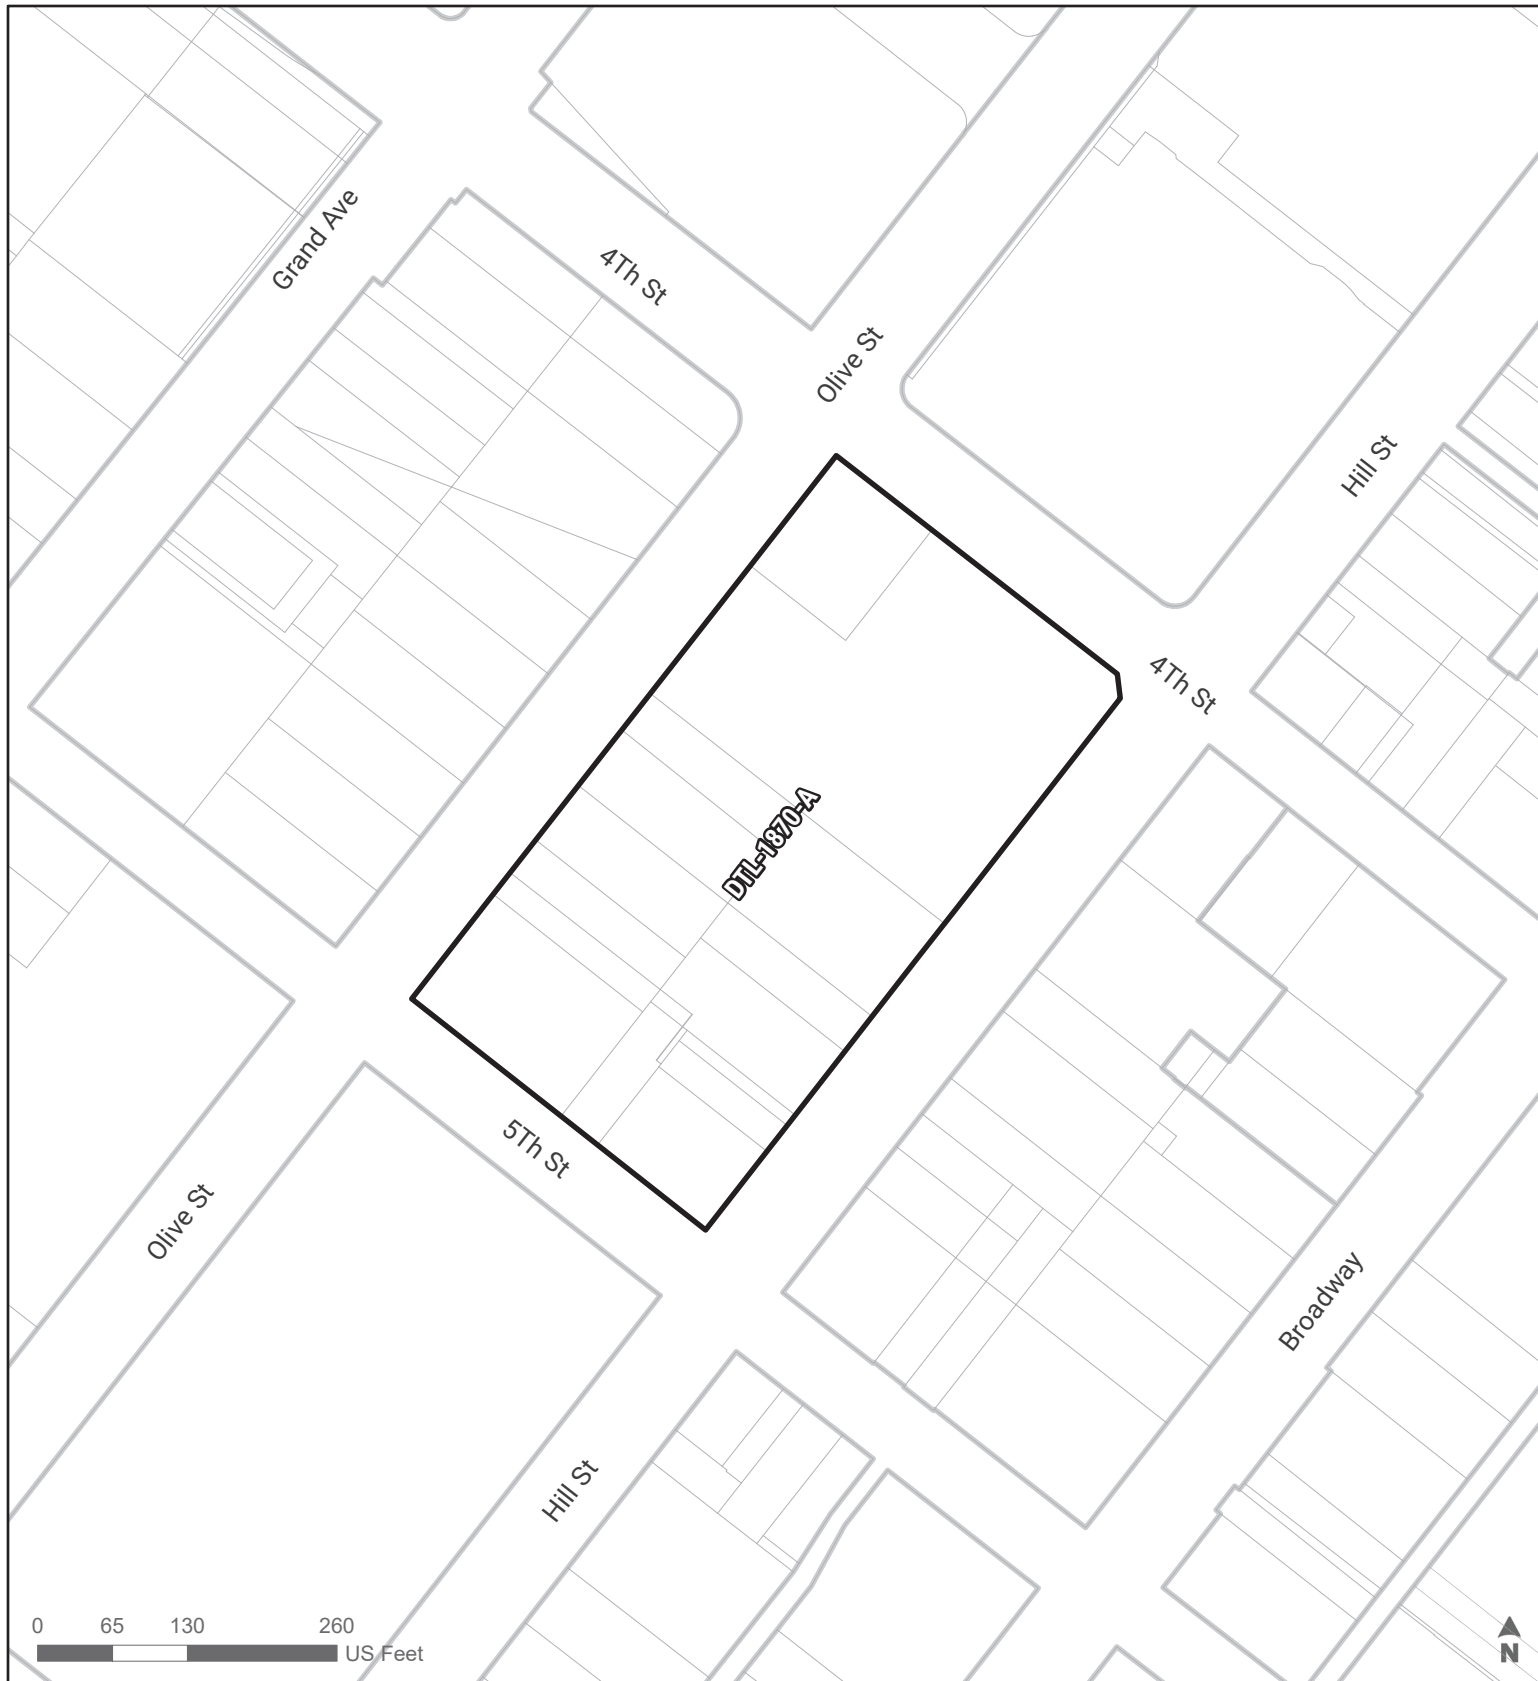 Grand Ave
4Th St
Olive St
Hill St
4Th St
DTL-1870-A
5Th St
Olive St
Broadway
Hill St
0 65 130 260
US Feet
N